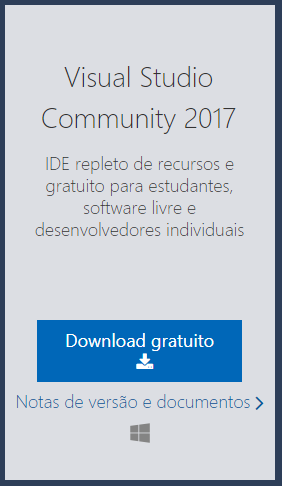 Visual Studio
Community 2017
IDE repleto de recursos e
gratuito para estudantes,
software livre e
desenvolvedores individuais
Download gratuito
Notas de versão e documentos